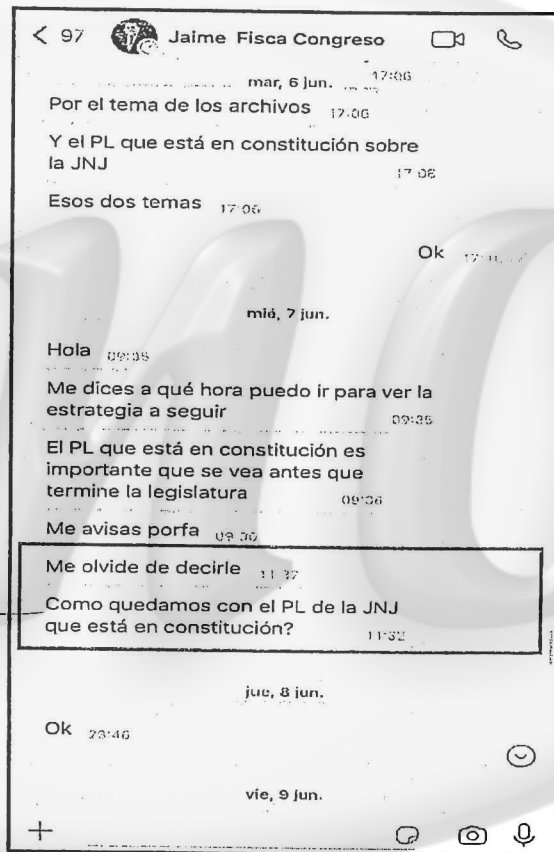 97 Jaime Fisca Congreso
mar, 6 jun. 17:06
Por el tema de los archivos 17:06
Y el PL que está en constitución sobre
la JNJ 17:06
Esos dos temas 17:06
Ok
mié, 7 jun.
Hola 09:35
Me dices a qué hora puedo ir para ver la
estrategia a seguir 09:35
El PL que está en constitución es
importante que se vea antes que
termine la legislatura 09:36
Me avisas porfa 09:36
Me olvide de decirle 11:32
Como quedamos con el PL de la JNJ
que está en constitución? 11:32
jue, 8 jun.
Ok 23:46
vie, 9 jun.